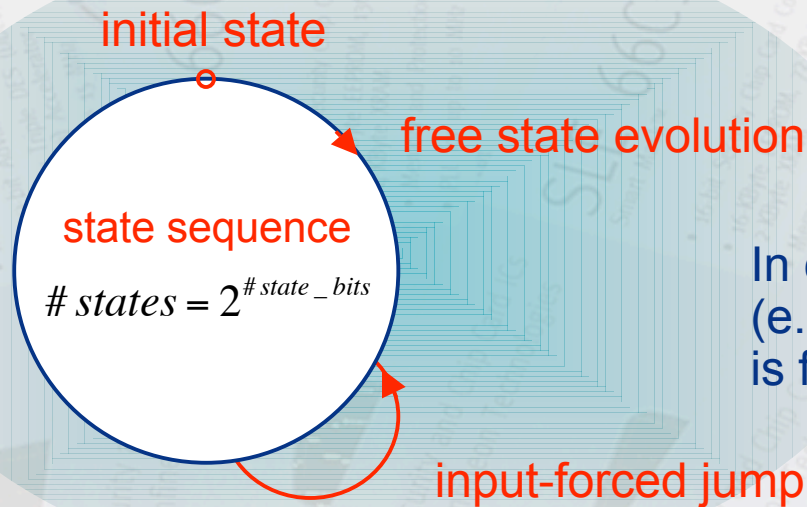 initial state
free state evolution
state sequence
# states = 2^#state_bits
In
(e.
is
input-forced jump